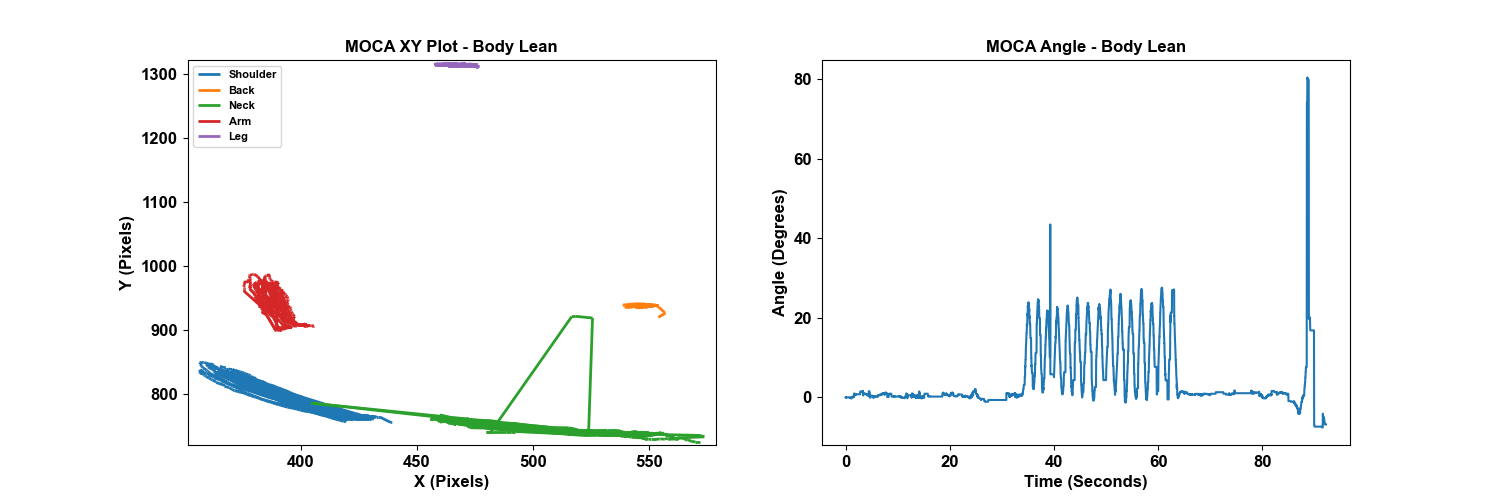 MOCA XY Plot - Body Lean
1300
1200
1100
1000
900
800
Y (Pixels)
Shoulder
Back
Neck
Arm
Leg
400
450
500
550
X (Pixels)
MOCA Angle - Body Lean
80
60
40
20
0
Angle (Degrees)
0
20
40
60
80
Time (Seconds)